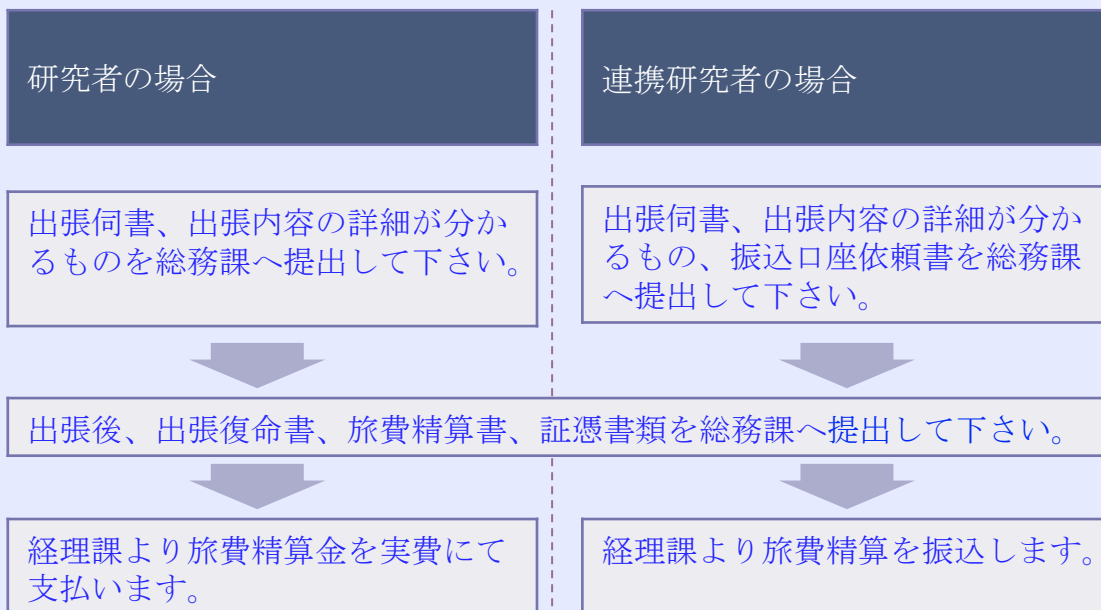 研究者の場合
連携研究者の場合
出張伺書、出張内容の詳細が分か
るものを総務課へ提出して下さい。
出張伺書、出張内容の詳細が分か
るもの、振込口座依頼書を総務課
へ提出して下さい。
出張後、出張復命書、旅費精算書、証憑書類を総務課へ提出して下さい。
経理課より旅費精算金を実費にて
支払います。
経理課より旅費精算を振込します。